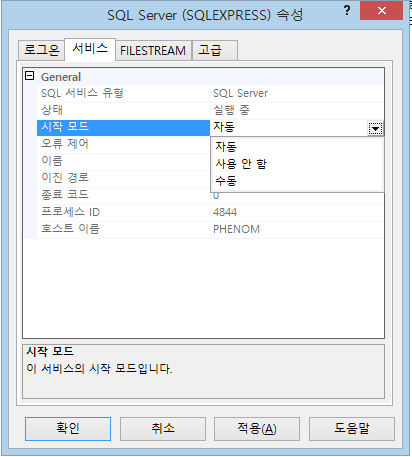 SQL Server (SQLEXPRESS) 속성
?
로그온 서비스 FILESTREAM 고급
General
SQL 서비스 유형 SQL Server
상태 실행 중
시작 모드 자동
오류 제어 자동
이름 사용 안 함
이진 경로 수동
종료 코드 0
프로세스 ID 4844
호스트 이름 PHENOM
시작 모드
이 서비스의 시작 모드입니다.
확인 취소 적용(A) 도움말